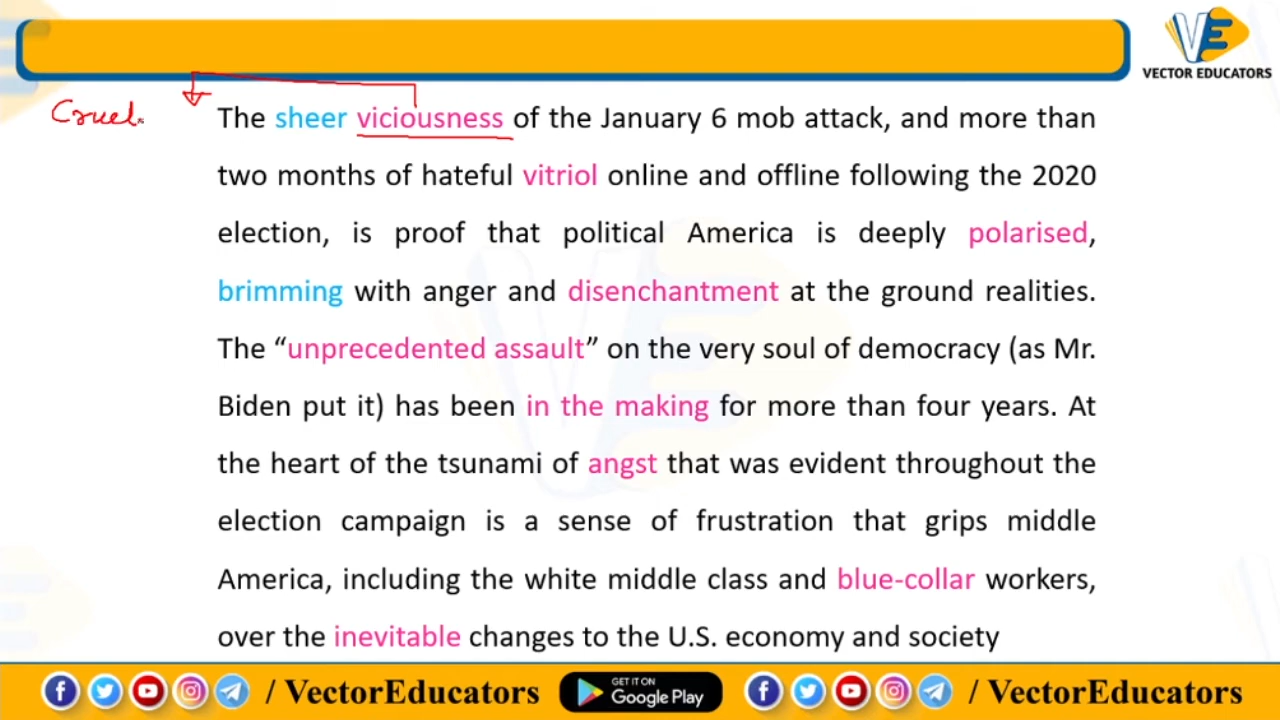 VE
VECTOR EDUCATORS
Cruel.
The sheer viciousness of the January 6 mob attack, and more than
two months of hateful vitriol online and offline following the 2020
election, is proof that political America is deeply polarised,
brimming with anger and disenchantment at the ground realities.
The “unprecedented assault” on the very soul of democracy (as Mr.
Biden put it) has been in the making for more than four years. At
the heart of the tsunami of angst that was evident throughout the
election campaign is a sense of frustration that grips middle
America, including the white middle class and blue-collar workers,
over the inevitable changes to the U.S. economy and society
/ VectorEducators GET IT ON Google Play / VectorEducators